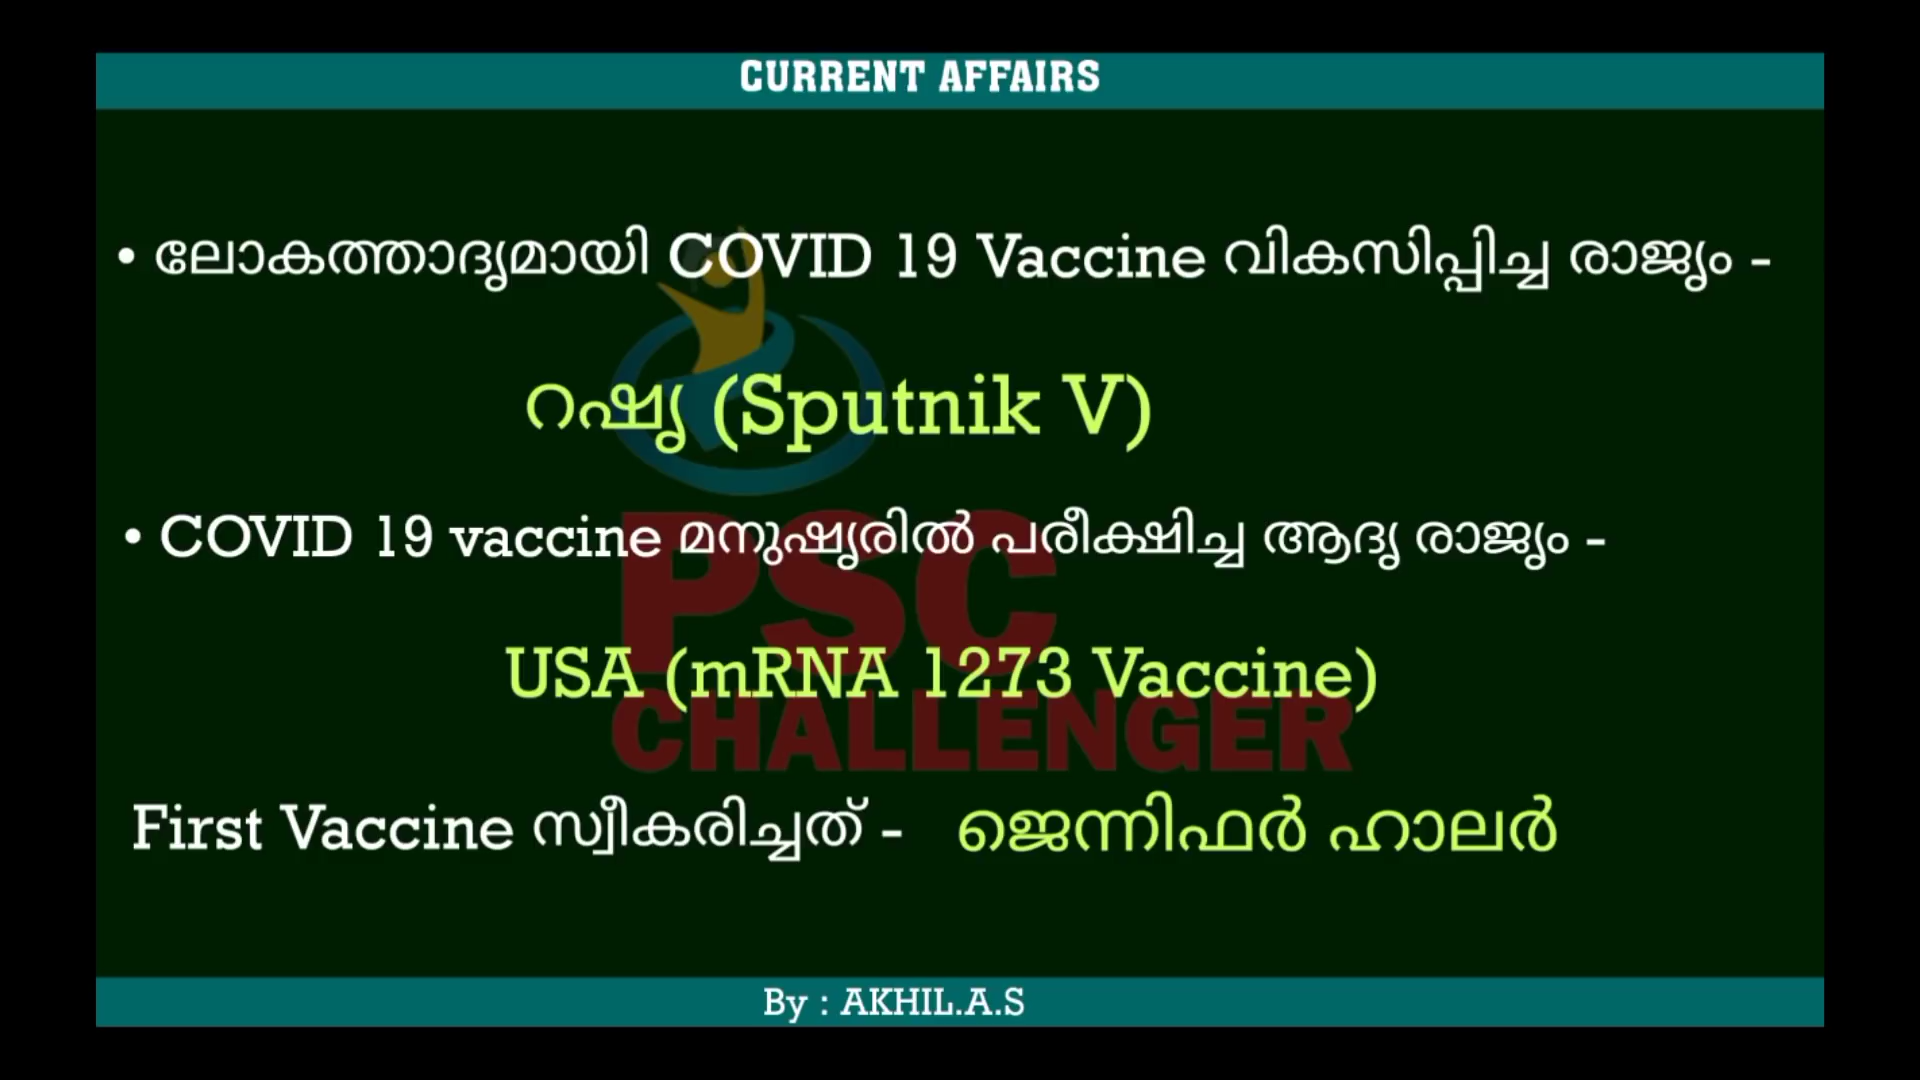 CURRENT AFFAIRS
• ലോകത്താദ്യമായി COVID 19 Vaccine വികസിപ്പിച്ച രാജ്യം -
റഷ്യ (Sputnik V)
• COVID 19 vaccine മനുഷ്യരിൽ പരീക്ഷിച്ച ആദ്യ രാജ്യം -
PSC
USA (mRNA 1273 Vaccine)
CHALLENGER
First Vaccine സ്വീകരിച്ചത് - ജെന്നിഫർ ഹാലർ
By : AKHIL.A.S